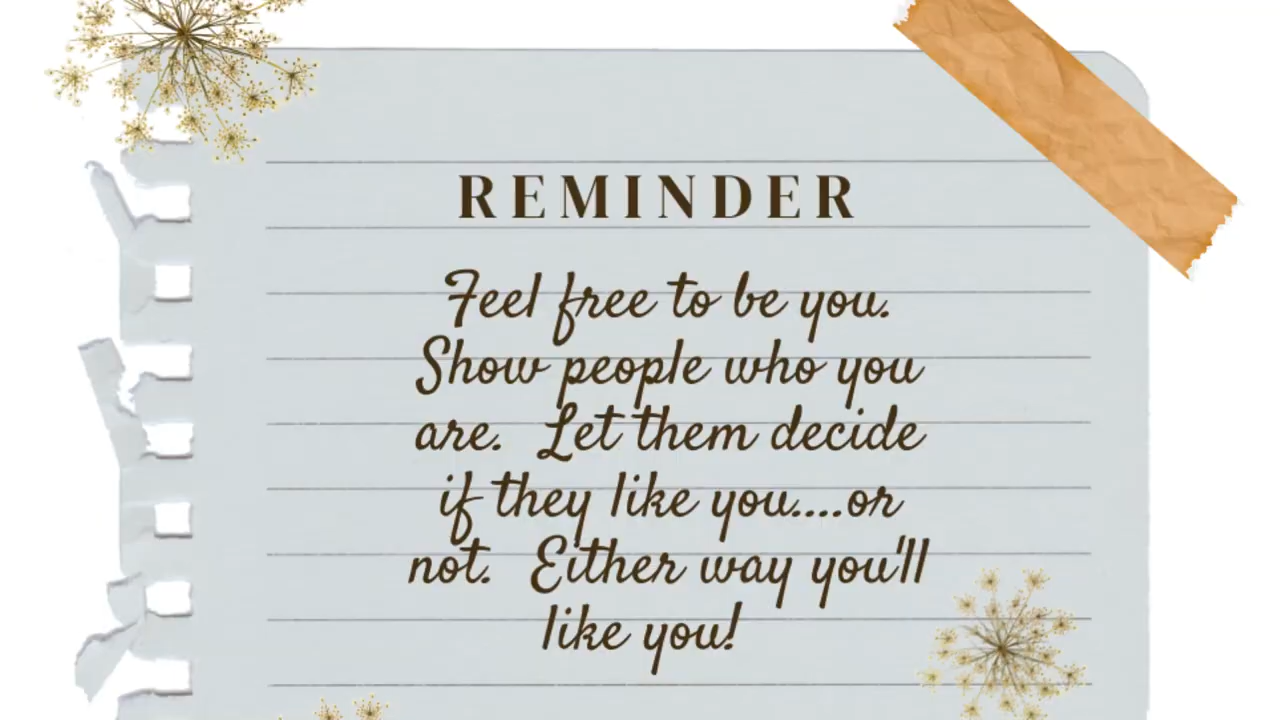 REMINDER
Feel free to be you.
Show people who you
are. Let them decide
if they like you....or
not. Either way you'll
like you!